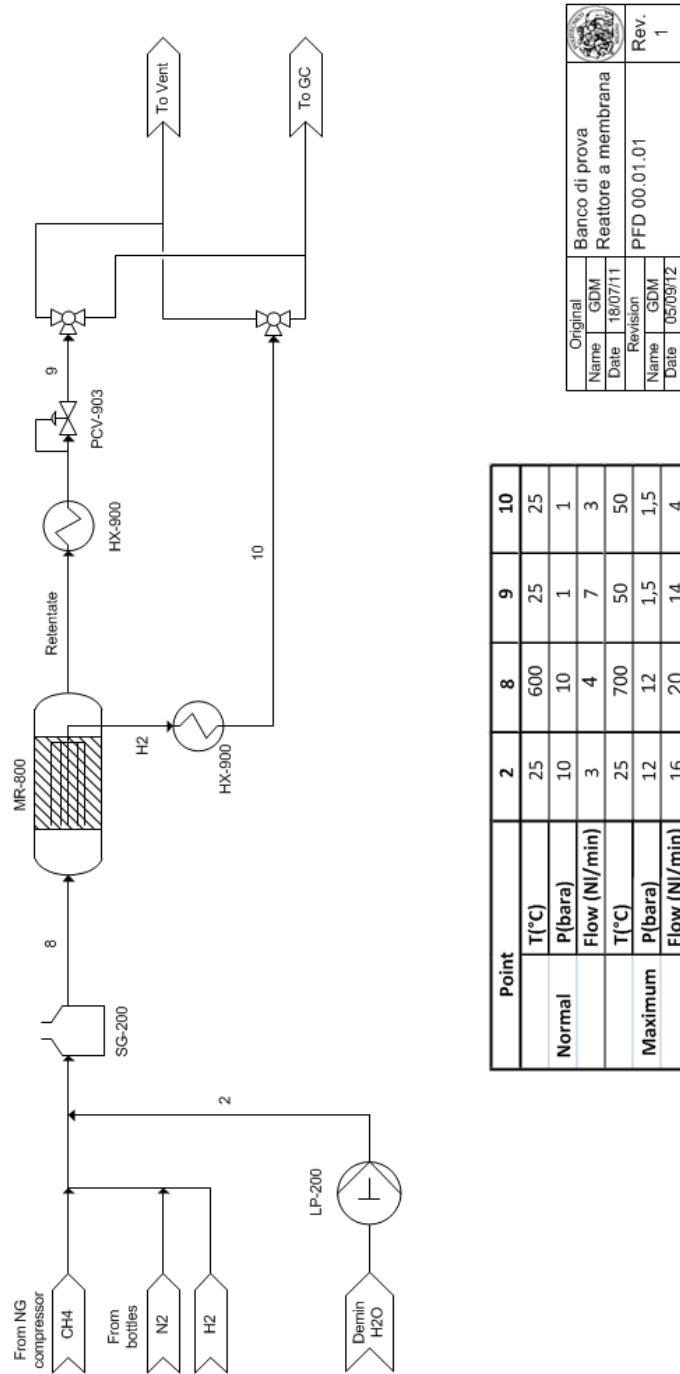 From NG
compressor
CH4
From
bottles
N2
H2
Demin
H2O
LP-200
2
SG-200
8
MR-800
Retentate
H2
HX-900
HX-900
10
PCV-903
9
To Vent
To GC
Point 2 8 9 10
Normal T(°C) 25 600 25 25
P(bara) 10 10 1 1
Flow (Nl/min) 3 4 7 3
Maximum T(°C) 25 700 50 50
P(bara) 12 12 1,5 1,5
Flow (Nl/min) 16 20 14 4
Original
Name GDM
Date 18/07/11
Revision
Name GDM
Date 05/09/12
Banco di prova
Reattore a membrana
PFD 00.01.01
Rev.
1